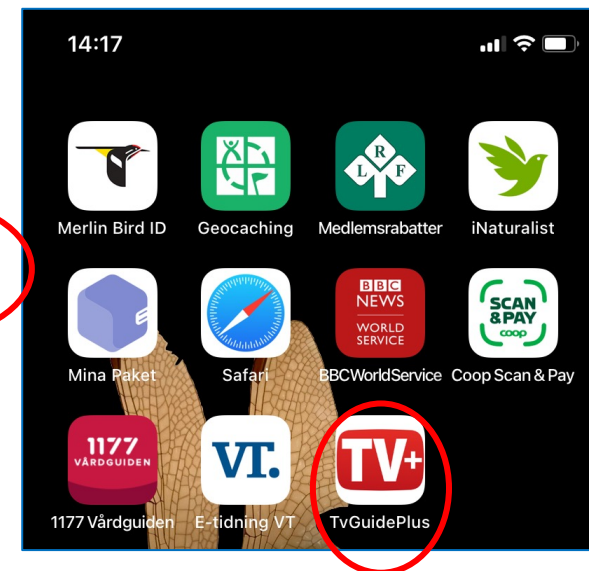 14:17
Merlin Bird ID
Geocaching
L R F
Medlemsrabatter
iNaturalist
Mina Paket
Safari
BBC
NEWS
WORLD
SERVICE
BBCWorldService
SCAN
&PAY
coop
Coop Scan & Pay
1177
VÅRDGUIDEN
1177 Vårdguiden
VT.
E-tidning VT
TV+
TvGuidePlus